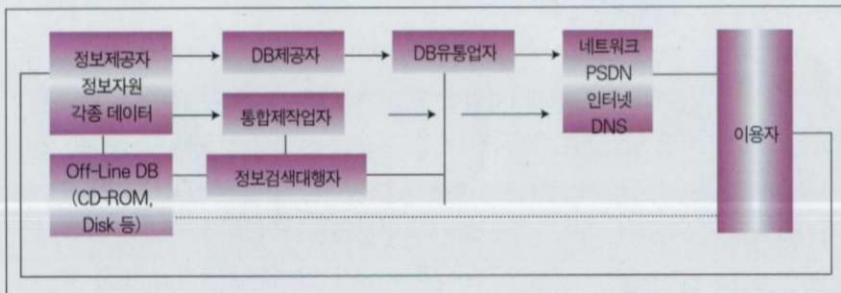 정보제공자
정보자원
각종 데이터
DB제공자
DB유통업자
네트워크
PSDN
인터넷
DNS
통합제작업자
이용자
Off-Line DB
(CD-ROM,
Disk 등)
정보검색대행자